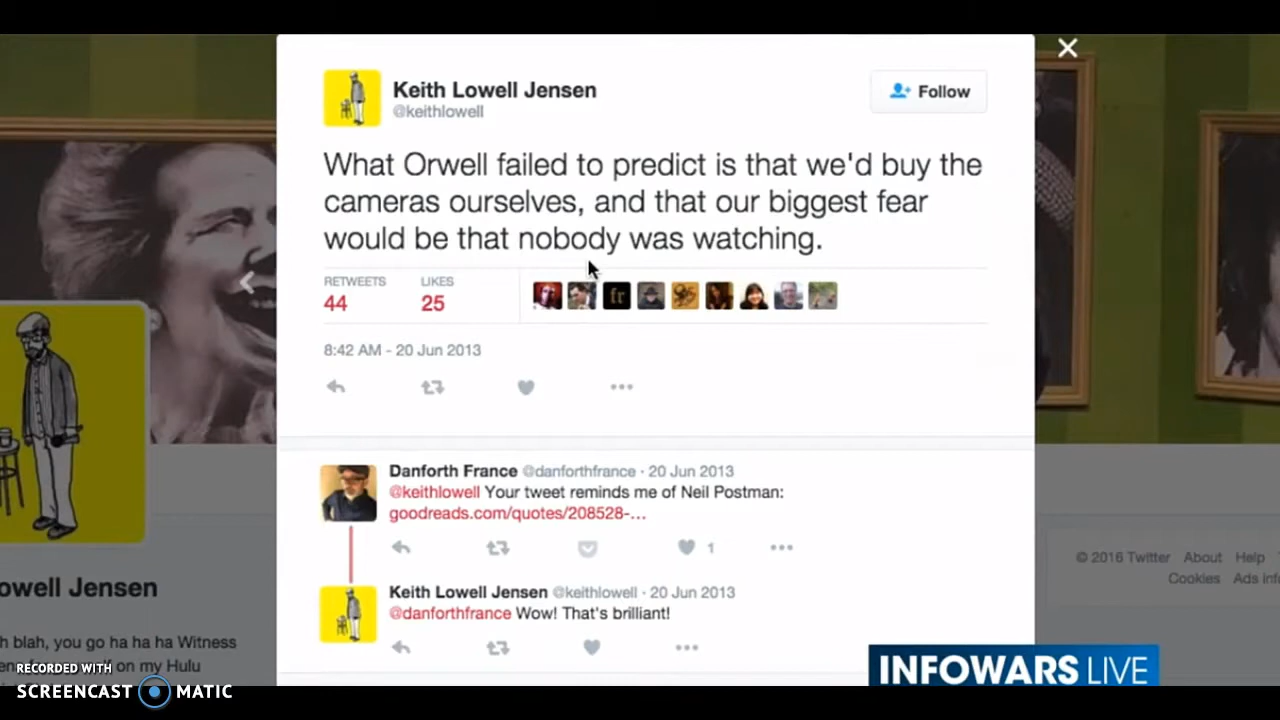 Keith Lowell Jensen
@keithlowell
Follow
What Orwell failed to predict is that we'd buy the
cameras ourselves, and that our biggest fear
would be that nobody was watching.
RETWEETS
44
LIKES
25
fr
8:42 AM - 20 Jun 2013
Danforth France @danforthfrance · 20 Jun 2013
@keithlowell Your tweet reminds me of Neil Postman:
goodreads.com/quotes/208528-...
1
Keith Lowell Jensen @keithlowell · 20 Jun 2013
@danforthfrance Wow! That's brilliant!
owell Jensen
h blah, you go ha ha ha Witness
on my Hulu
© 2016 Twitter About Help
Cookies Ads info
INFOWARS LIVE
RECORDED WITH
SCREENCAST MATIC